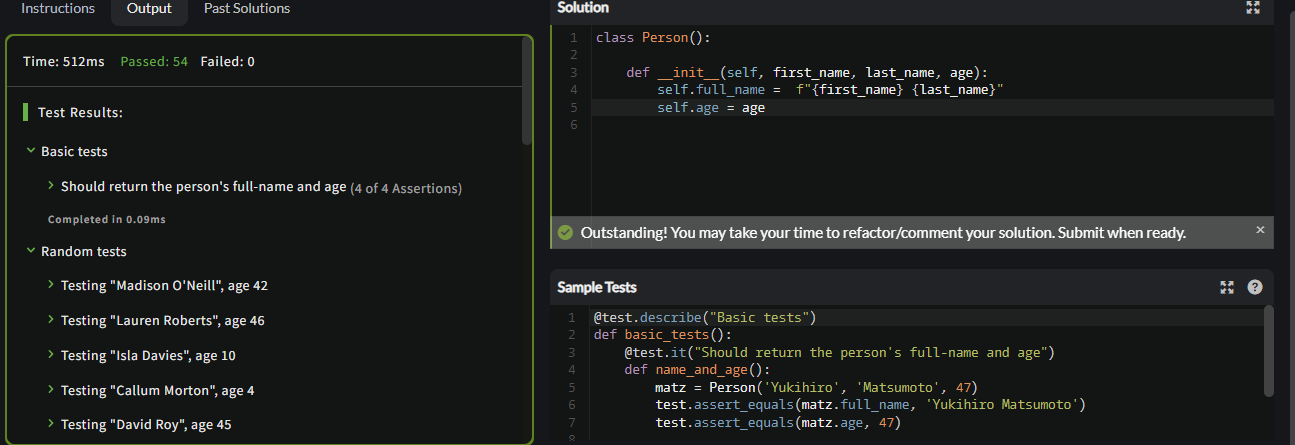 Instructions Output Past Solutions
Time: 512ms Passed: 54 Failed: 0
Test Results:
Basic tests
Should return the person's full-name and age (4 of 4 Assertions)
Completed in 0.09ms
Random tests
Testing "Madison O'Neill", age 42
Testing "Lauren Roberts", age 46
Testing "Isla Davies", age 10
Testing "Callum Morton", age 4
Testing "David Roy", age 45
Solution
1 class Person():
2
3     def __init__(self, first_name, last_name, age):
4         self.full_name =  f"{first_name} {last_name}"
5         self.age = age
6
Outstanding! You may take your time to refactor/comment your solution. Submit when ready. ×
Sample Tests ?
1 @test.describe("Basic tests")
2 def basic_tests():
3     @test.it("Should return the person's full-name and age")
4     def name_and_age():
5         matz = Person('Yukihiro', 'Matsumoto', 47)
6         test.assert_equals(matz.full_name, 'Yukihiro Matsumoto')
7         test.assert_equals(matz.age, 47)
8